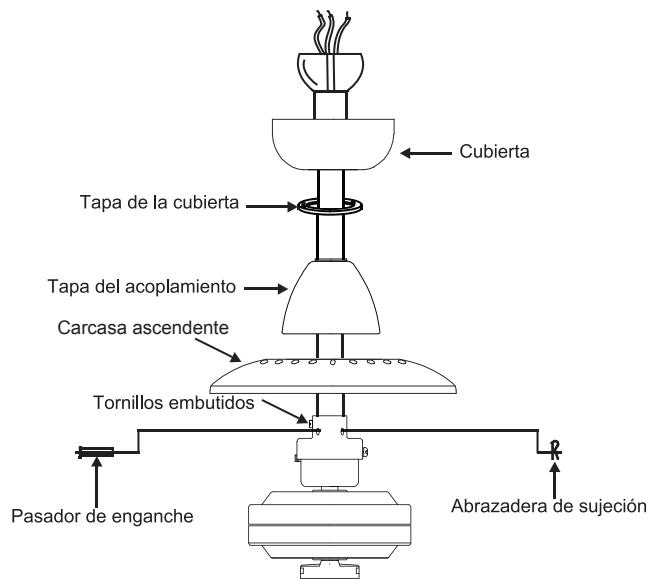 Cubierta
Tapa de la cubierta
Tapa del acoplamiento
Carcasa ascendente
Tornillos embutidos
Pasador de enganche
Abrazadera de sujeción